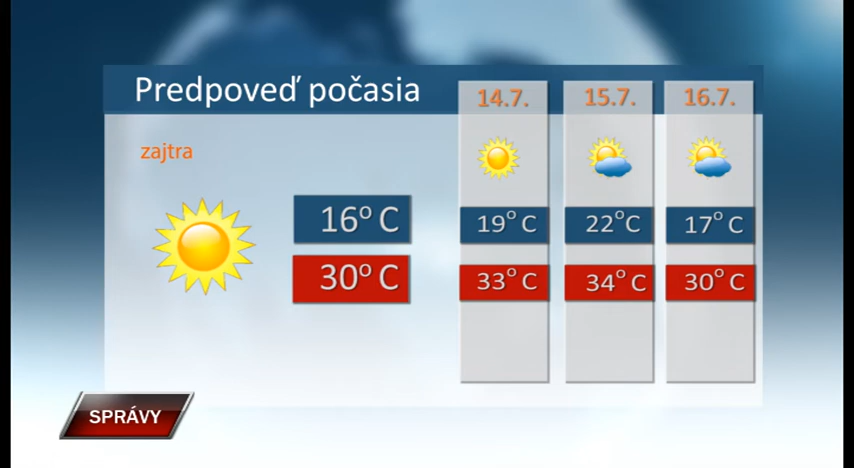 Predpoveď počasia
zajtra
16° C
30° C
14.7. 15.7. 16.7.
19° C 22°C 17° C
33° C 34° C 30° C
SPRÁVY